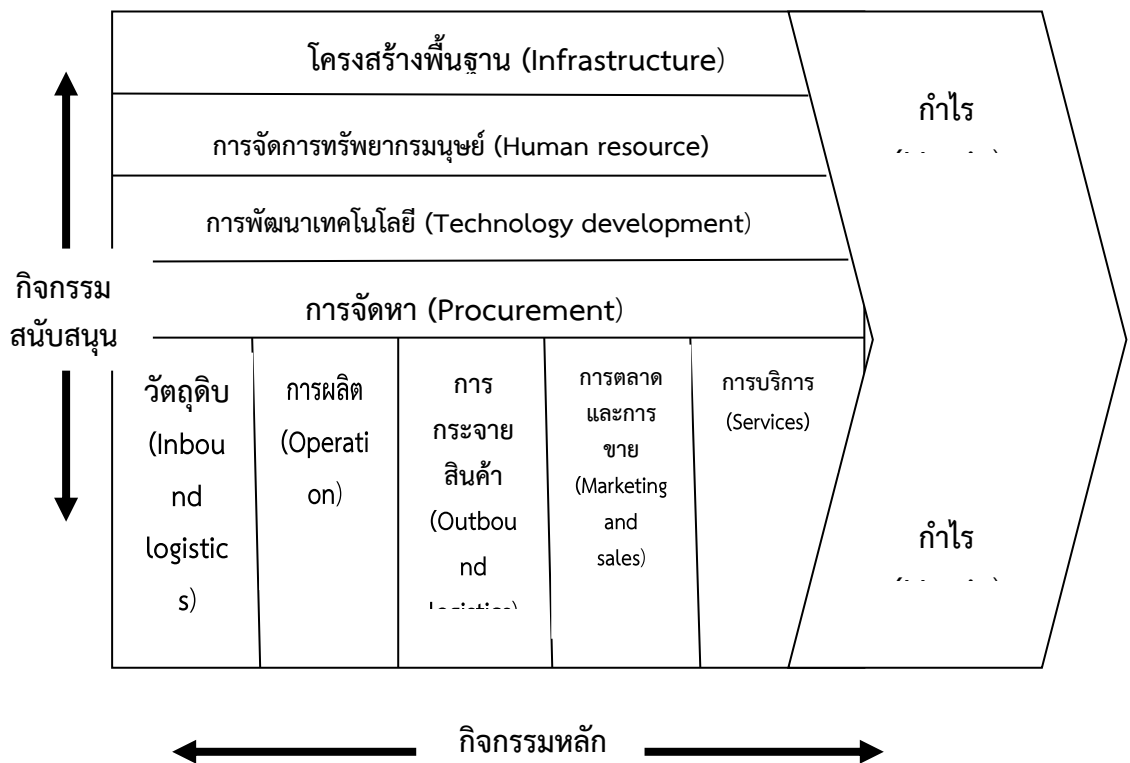 โครงสร้างพื้นฐาน (Infrastructure)
การจัดการทรัพยากรมนุษย์ (Human resource)
การพัฒนาเทคโนโลยี (Technology development)
การจัดหา (Procurement)
กิจกรรม
สนับสนุน
วัตถุดิบ
(Inbou
nd
logistic
s)
การผลิต
(Operati
on)
การ
กระจาย
สินค้า
(Outbou
nd
การตลาด
และการ
ขาย
(Marketing
and
sales)
การบริการ
(Services)
กำไร
กำไร
กิจกรรมหลัก